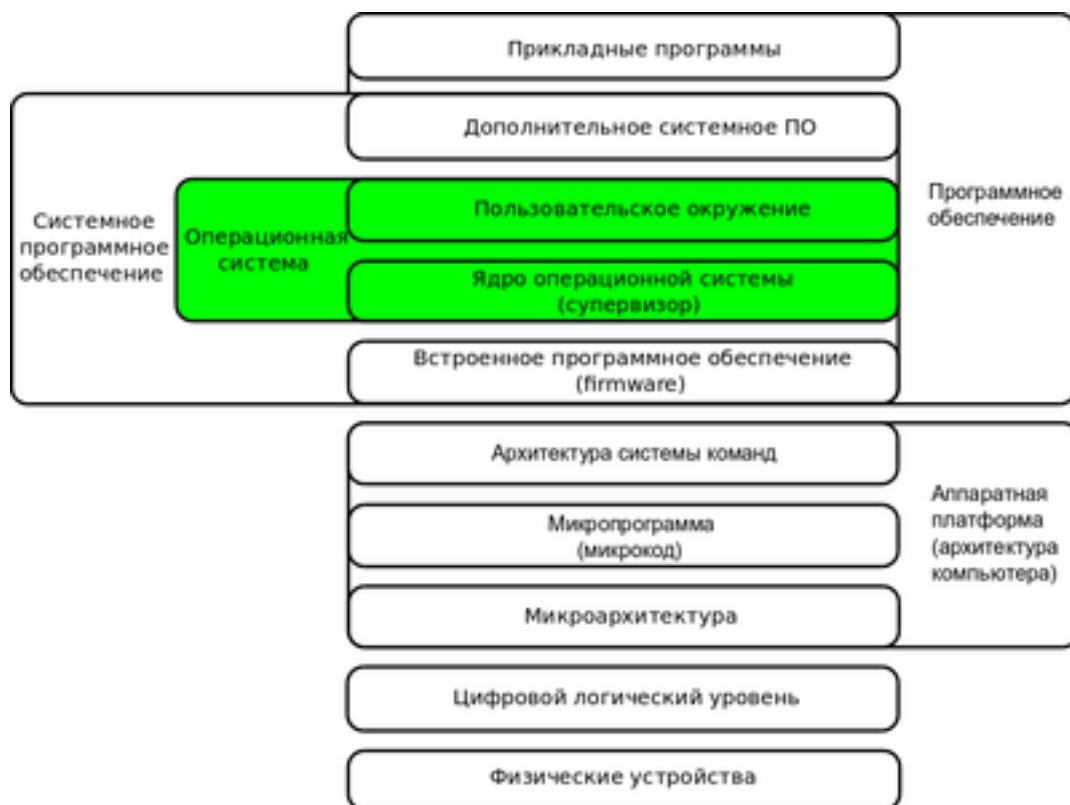 Прикладные программы
Дополнительное системное ПО
Пользовательское окружение
Ядро операционной системы
(супервизор)
Встроенное программное обеспечение
(firmware)
Системное
программное
обеспечение
Операционная
система
Программное
обеспечение
Архитектура системы команд
Микропрограмма
(микрокод)
Микроархитектура
Аппаратная
платформа
(архитектура
компьютера)
Цифровой логический уровень
Физические устройства